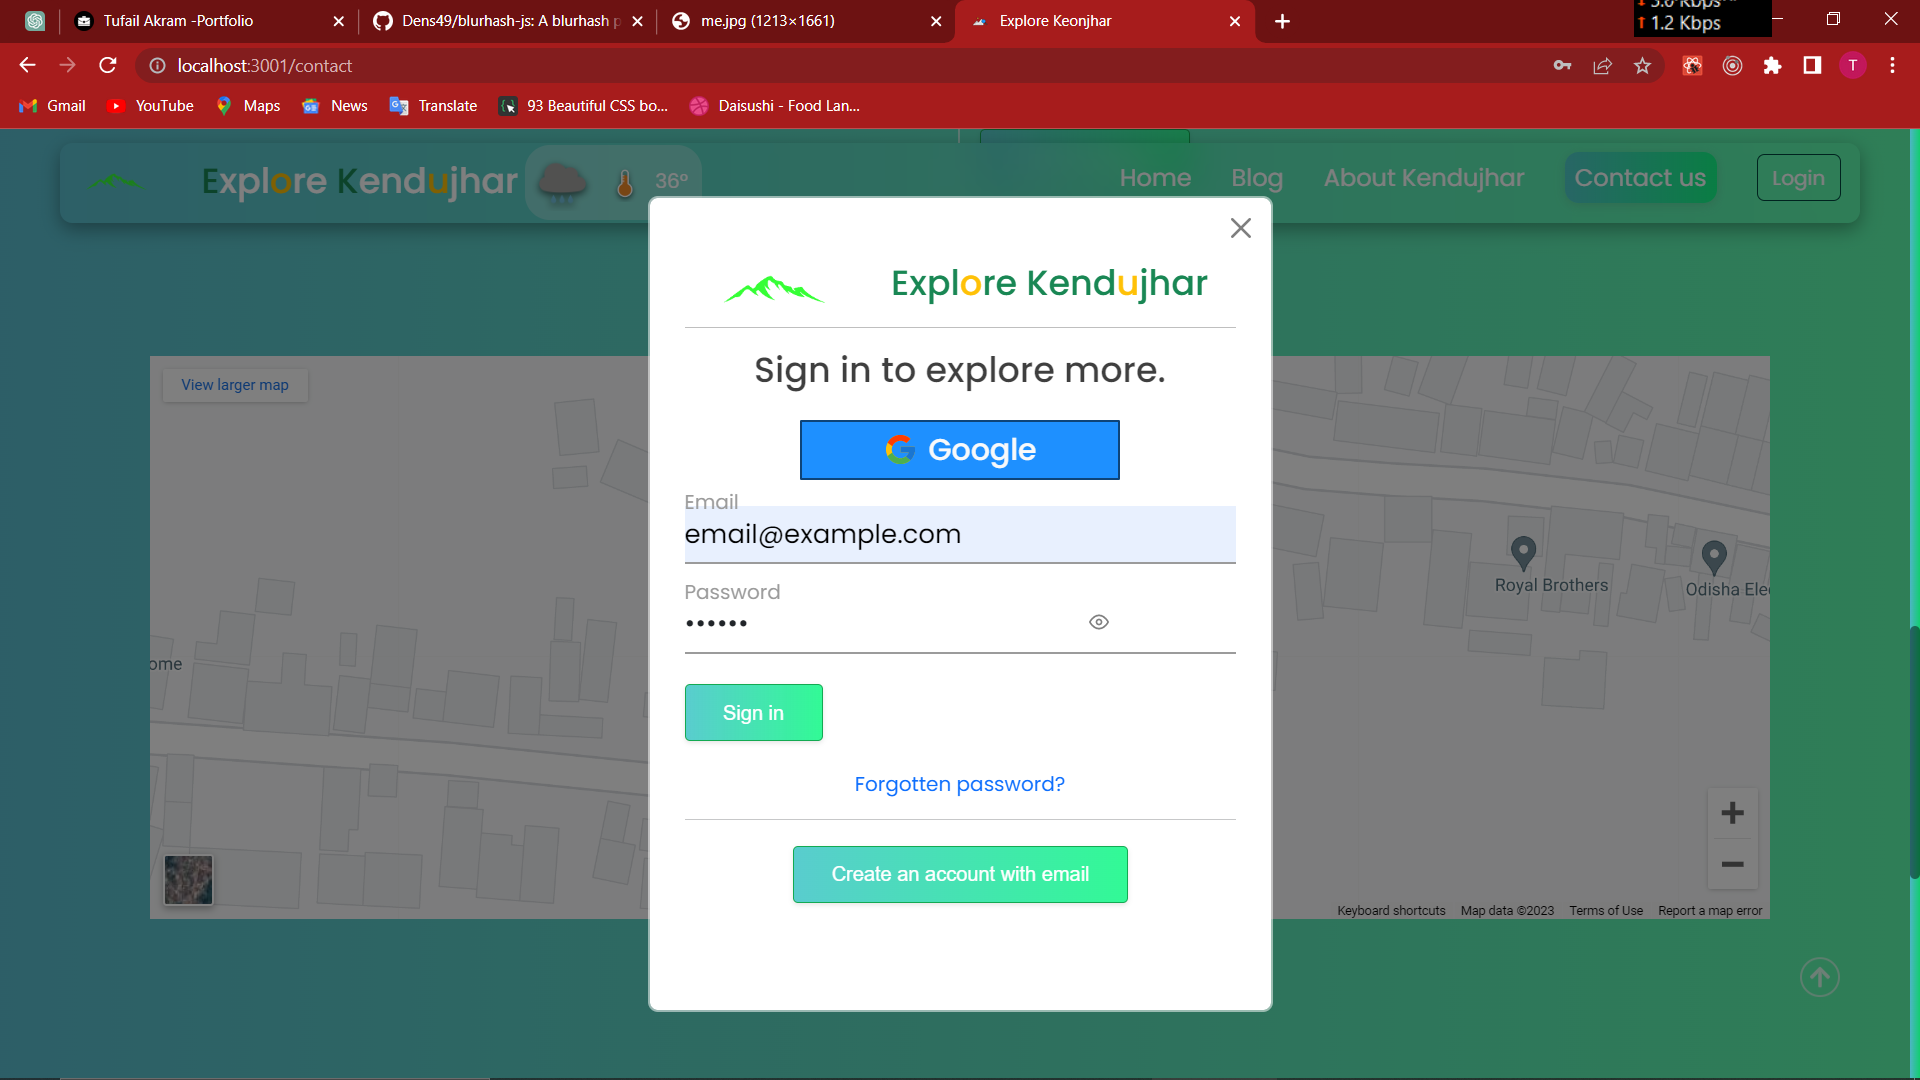 Tufail Akram -Portfolio
Dens49/blurhash-js: A blurhash p
me.jpg (1213×1661)
Explore Keonjhar
1.2 Kbps
localhost:3001/contact
T
Gmail
YouTube
Maps
News
Translate
93 Beautiful CSS bo...
Daisushi - Food Lan...
Explore Kendujhar
36°
Home
Blog
About Kendujhar
Contact us
Login
Explore Kendujhar
Sign in to explore more.
Google
Email
email@example.com
Password
••••••
Sign in
Forgotten password?
Create an account with email
View larger map
ome
Royal Brothers
Odisha Elec
Keyboard shortcuts
Map data ©2023
Terms of Use
Report a map error